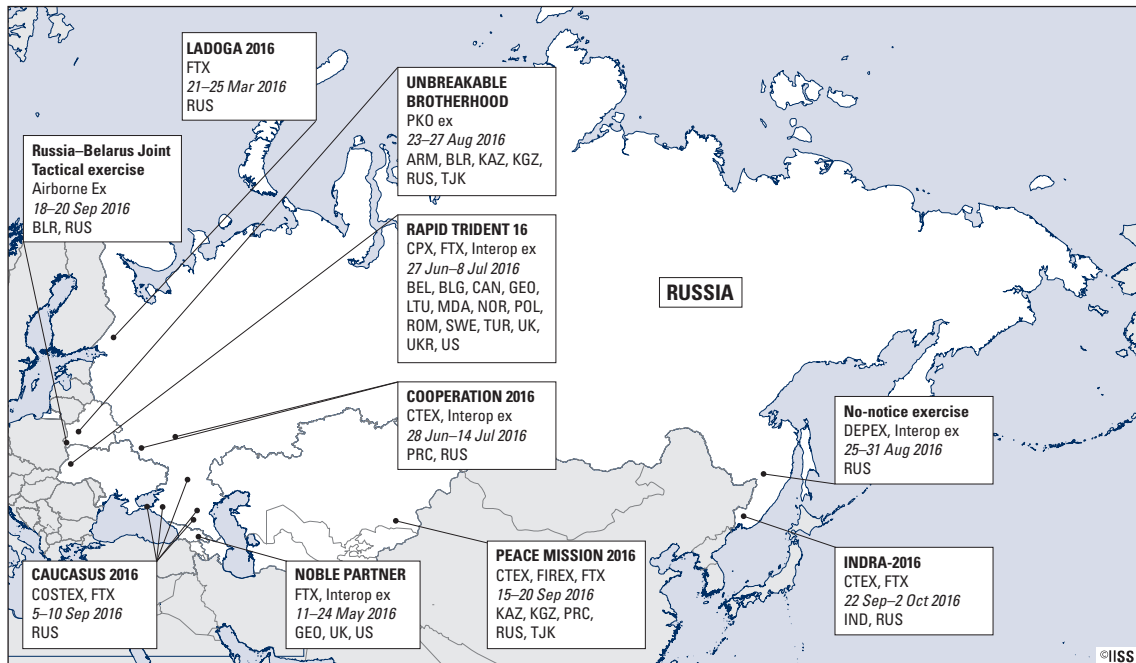 LADOGA 2016
FTX
21–25 Mar 2016
RUS
UNBREAKABLE
BROTHERHOOD
PKO ex
23–27 Aug 2016
ARM, BLR, KAZ, KGZ,
RUS, TJK
Russia–Belarus Joint
Tactical exercise
Airborne Ex
18–20 Sep 2016
BLR, RUS
RAPID TRIDENT 16
CPX, FTX, Interop ex
27 Jun–8 Jul 2016
BEL, BLG, CAN, GEO,
LTU, MDA, NOR, POL,
ROM, SWE, TUR, UK,
UKR, US
RUSSIA
COOPERATION 2016
CTEX, Interop ex
28 Jun–14 Jul 2016
PRC, RUS
No-notice exercise
DEPEX, Interop ex
25–31 Aug 2016
RUS
CAUCASUS 2016
COSTEX, FTX
5–10 Sep 2016
RUS
NOBLE PARTNER
FTX, Interop ex
11–24 May 2016
GEO, UK, US
PEACE MISSION 2016
CTEX, FIREX, FTX
15–20 Sep 2016
KAZ, KGZ, PRC,
RUS, TJK
INDRA-2016
CTEX, FTX
22 Sep–2 Oct 2016
IND, RUS
©IISS